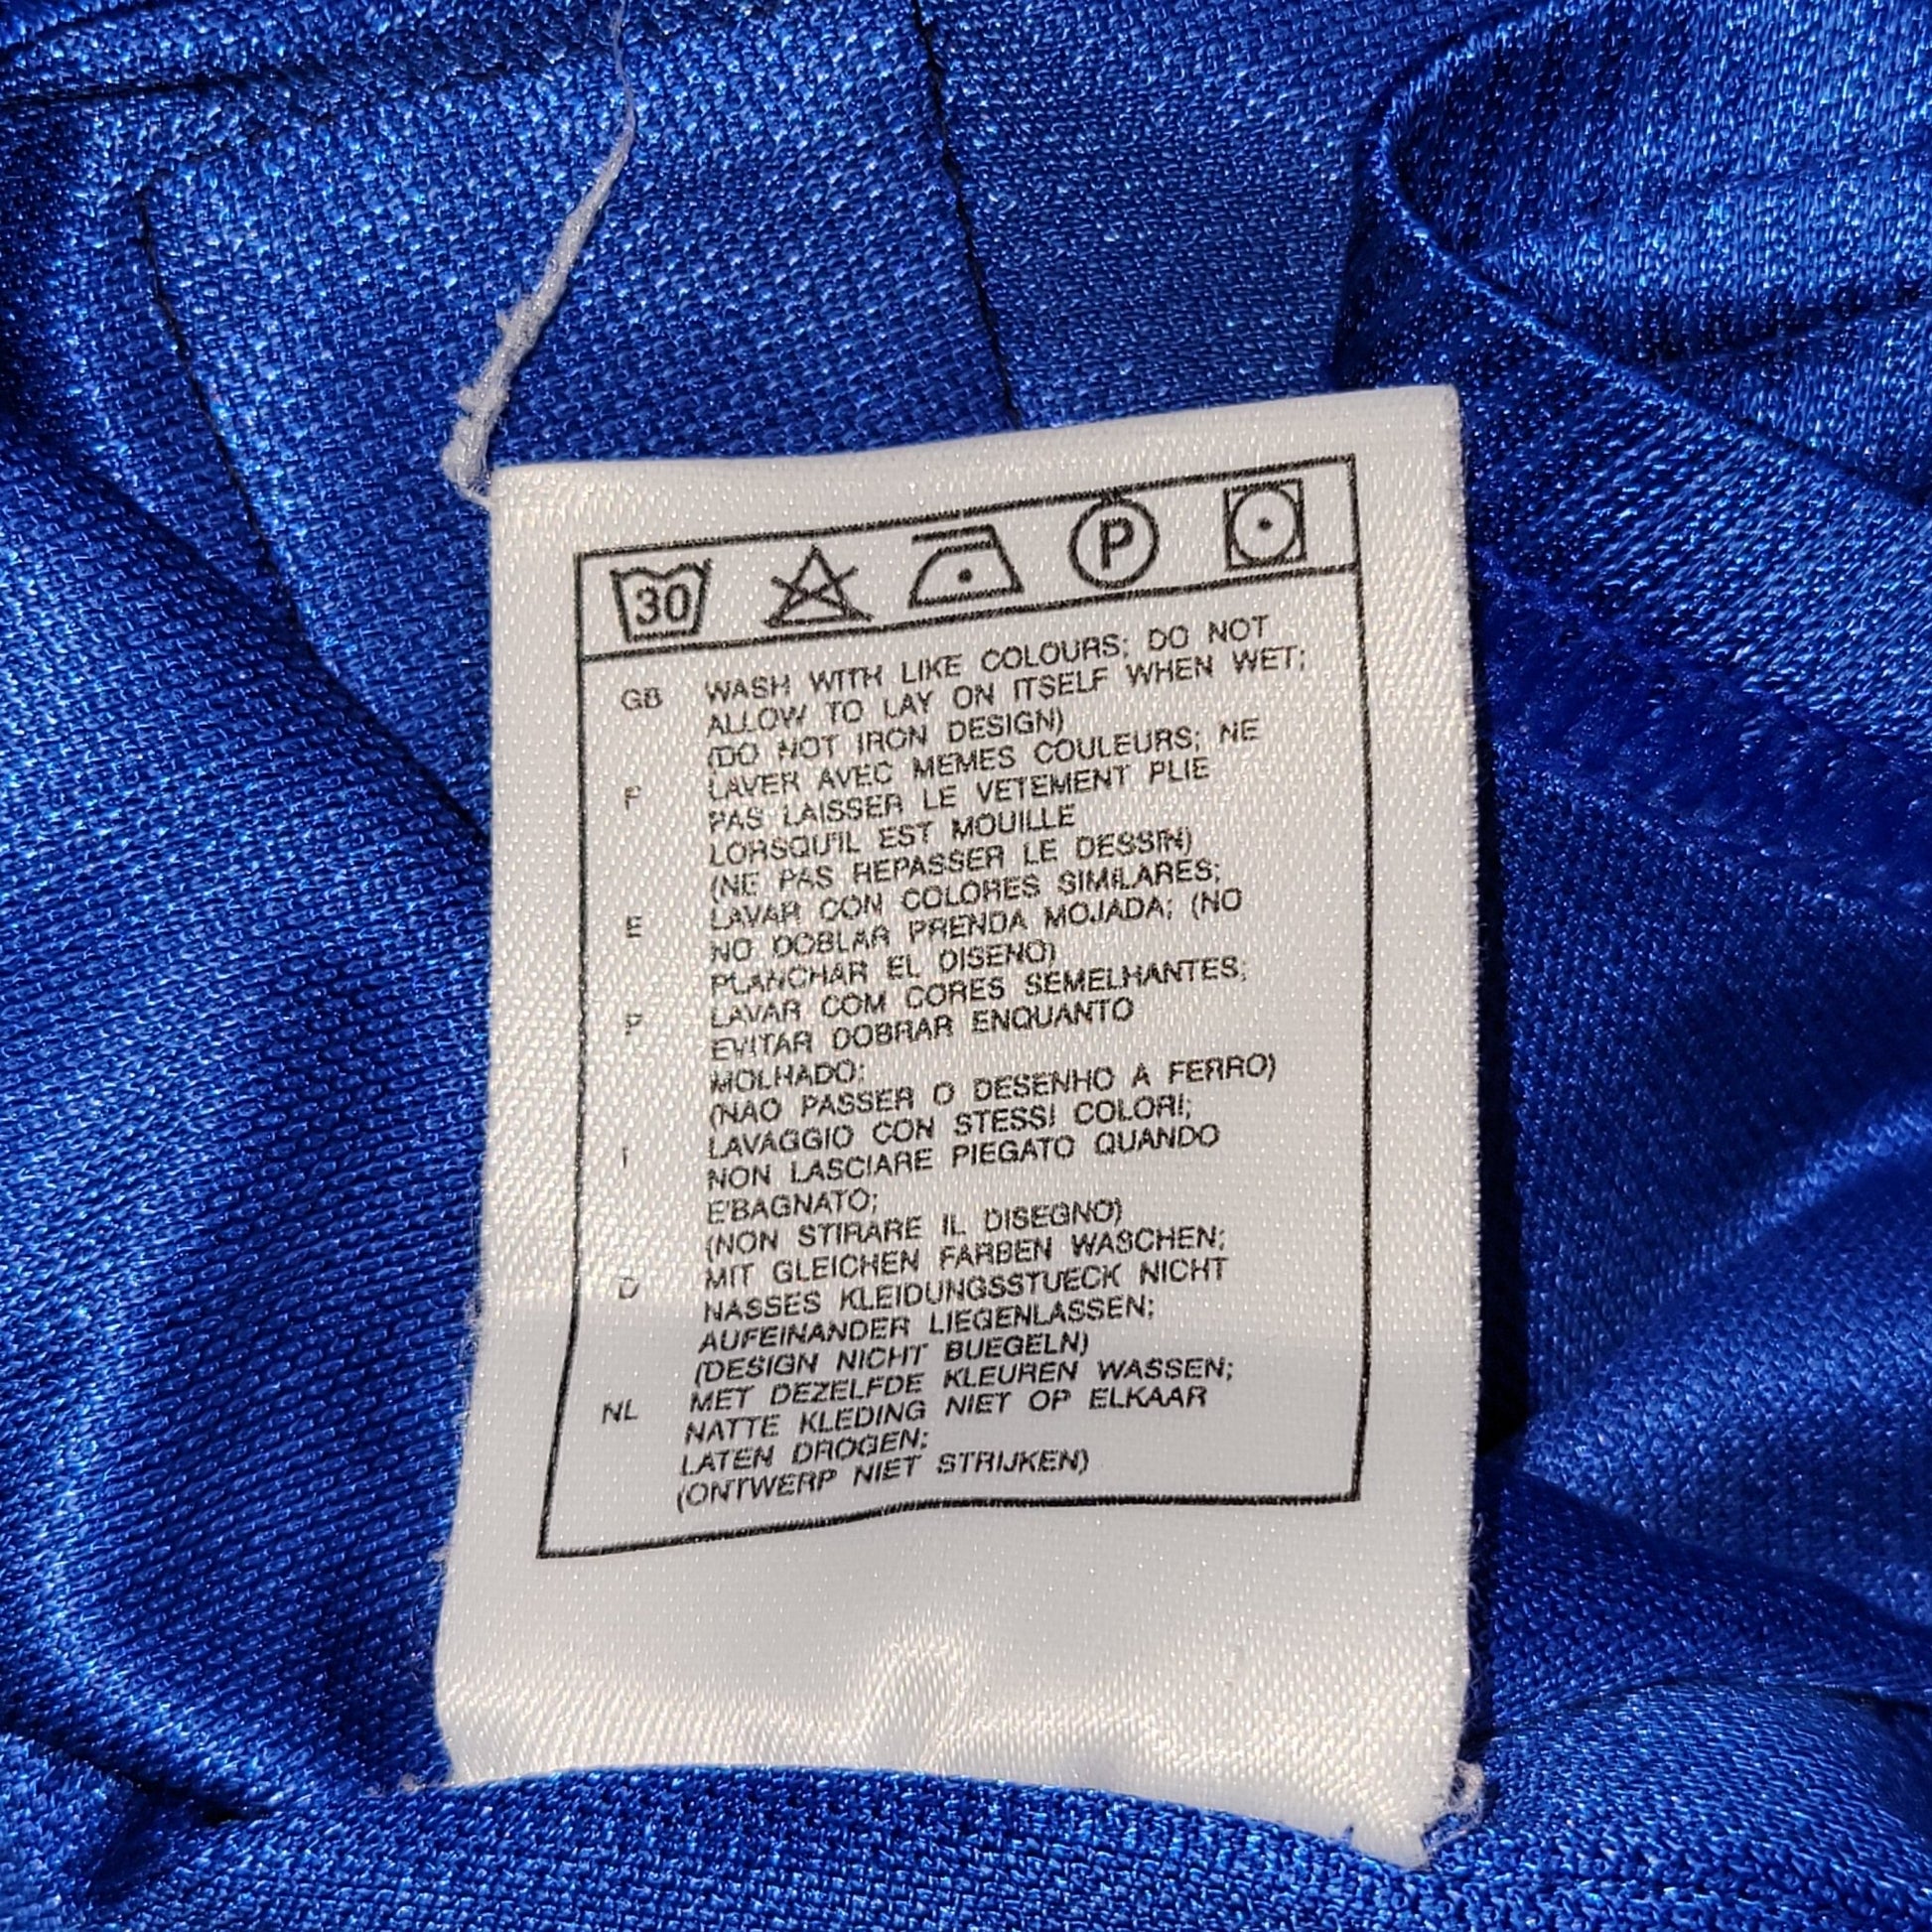 30
P
GB WASH WITH LIKE COLOURS; DO NOT
ALLOW TO LAY ON ITSELF WHEN WET;
(DO NOT IRON DESIGN)
F LAVER AVEC MEMES COULEURS; NE
PAS LAISSER LE VETEMENT PLIE
LORSQU'IL EST MOUILLE
(NE PAS REPASSER LE DESSIN)
E LAVAR CON COLORES SIMILARES;
NO DOBLAR PRENDA MOJADA; (NO
PLANCHAR EL DISENO)
P LAVAR COM CORES SEMELHANTES;
EVITAR DOBRAR ENQUANTO
MOLHADO;
(NAO PASSER O DESENHO A FERRO)
I LAVAGGIO CON STESSI COLORI;
NON LASCIARE PIEGATO QUANDO
E'BAGNATO;
(NON STIRARE IL DISEGNO)
D MIT GLEICHEN FARBEN WASCHEN;
NASSES KLEIDUNGSSTUECK NICHT
AUFEINANDER LIEGENLASSEN;
(DESIGN NICHT BUEGELN)
NL MET DEZELFDE KLEUREN WASSEN;
NATTE KLEDING NIET OP ELKAAR
LATEN DROGEN;
(ONTWERP NIET STRIJKEN)